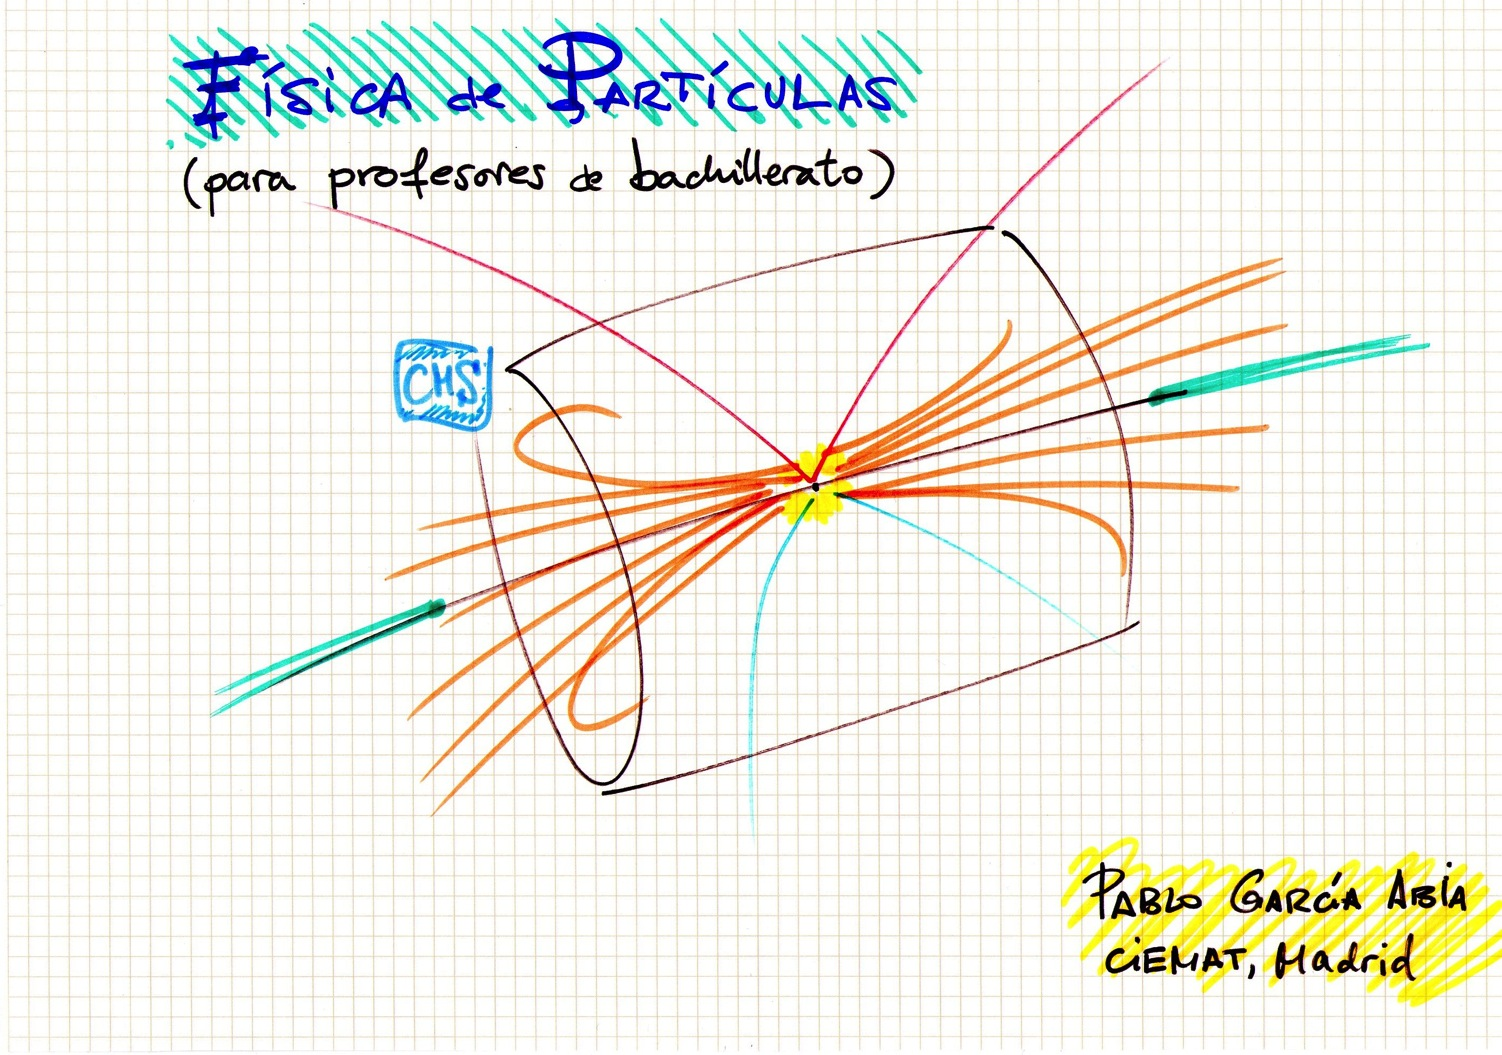 Física de Partículas
(para profesores de bachillerato)
CMS
Pablo García Abia
CIEMAT, Madrid